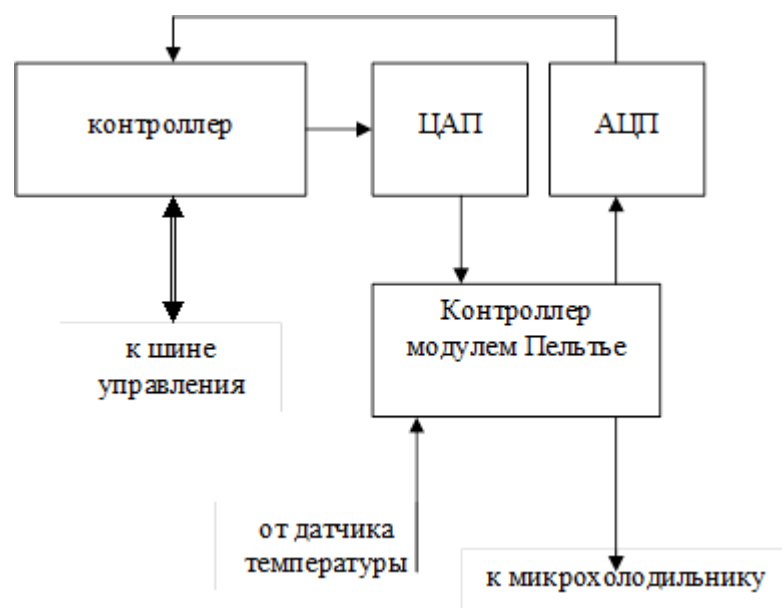 контроллер
ЦАП
АЦП
Контроллер
модулем Пельтье
к шине
управления
от датчика
температуры
к микрохолодильнику